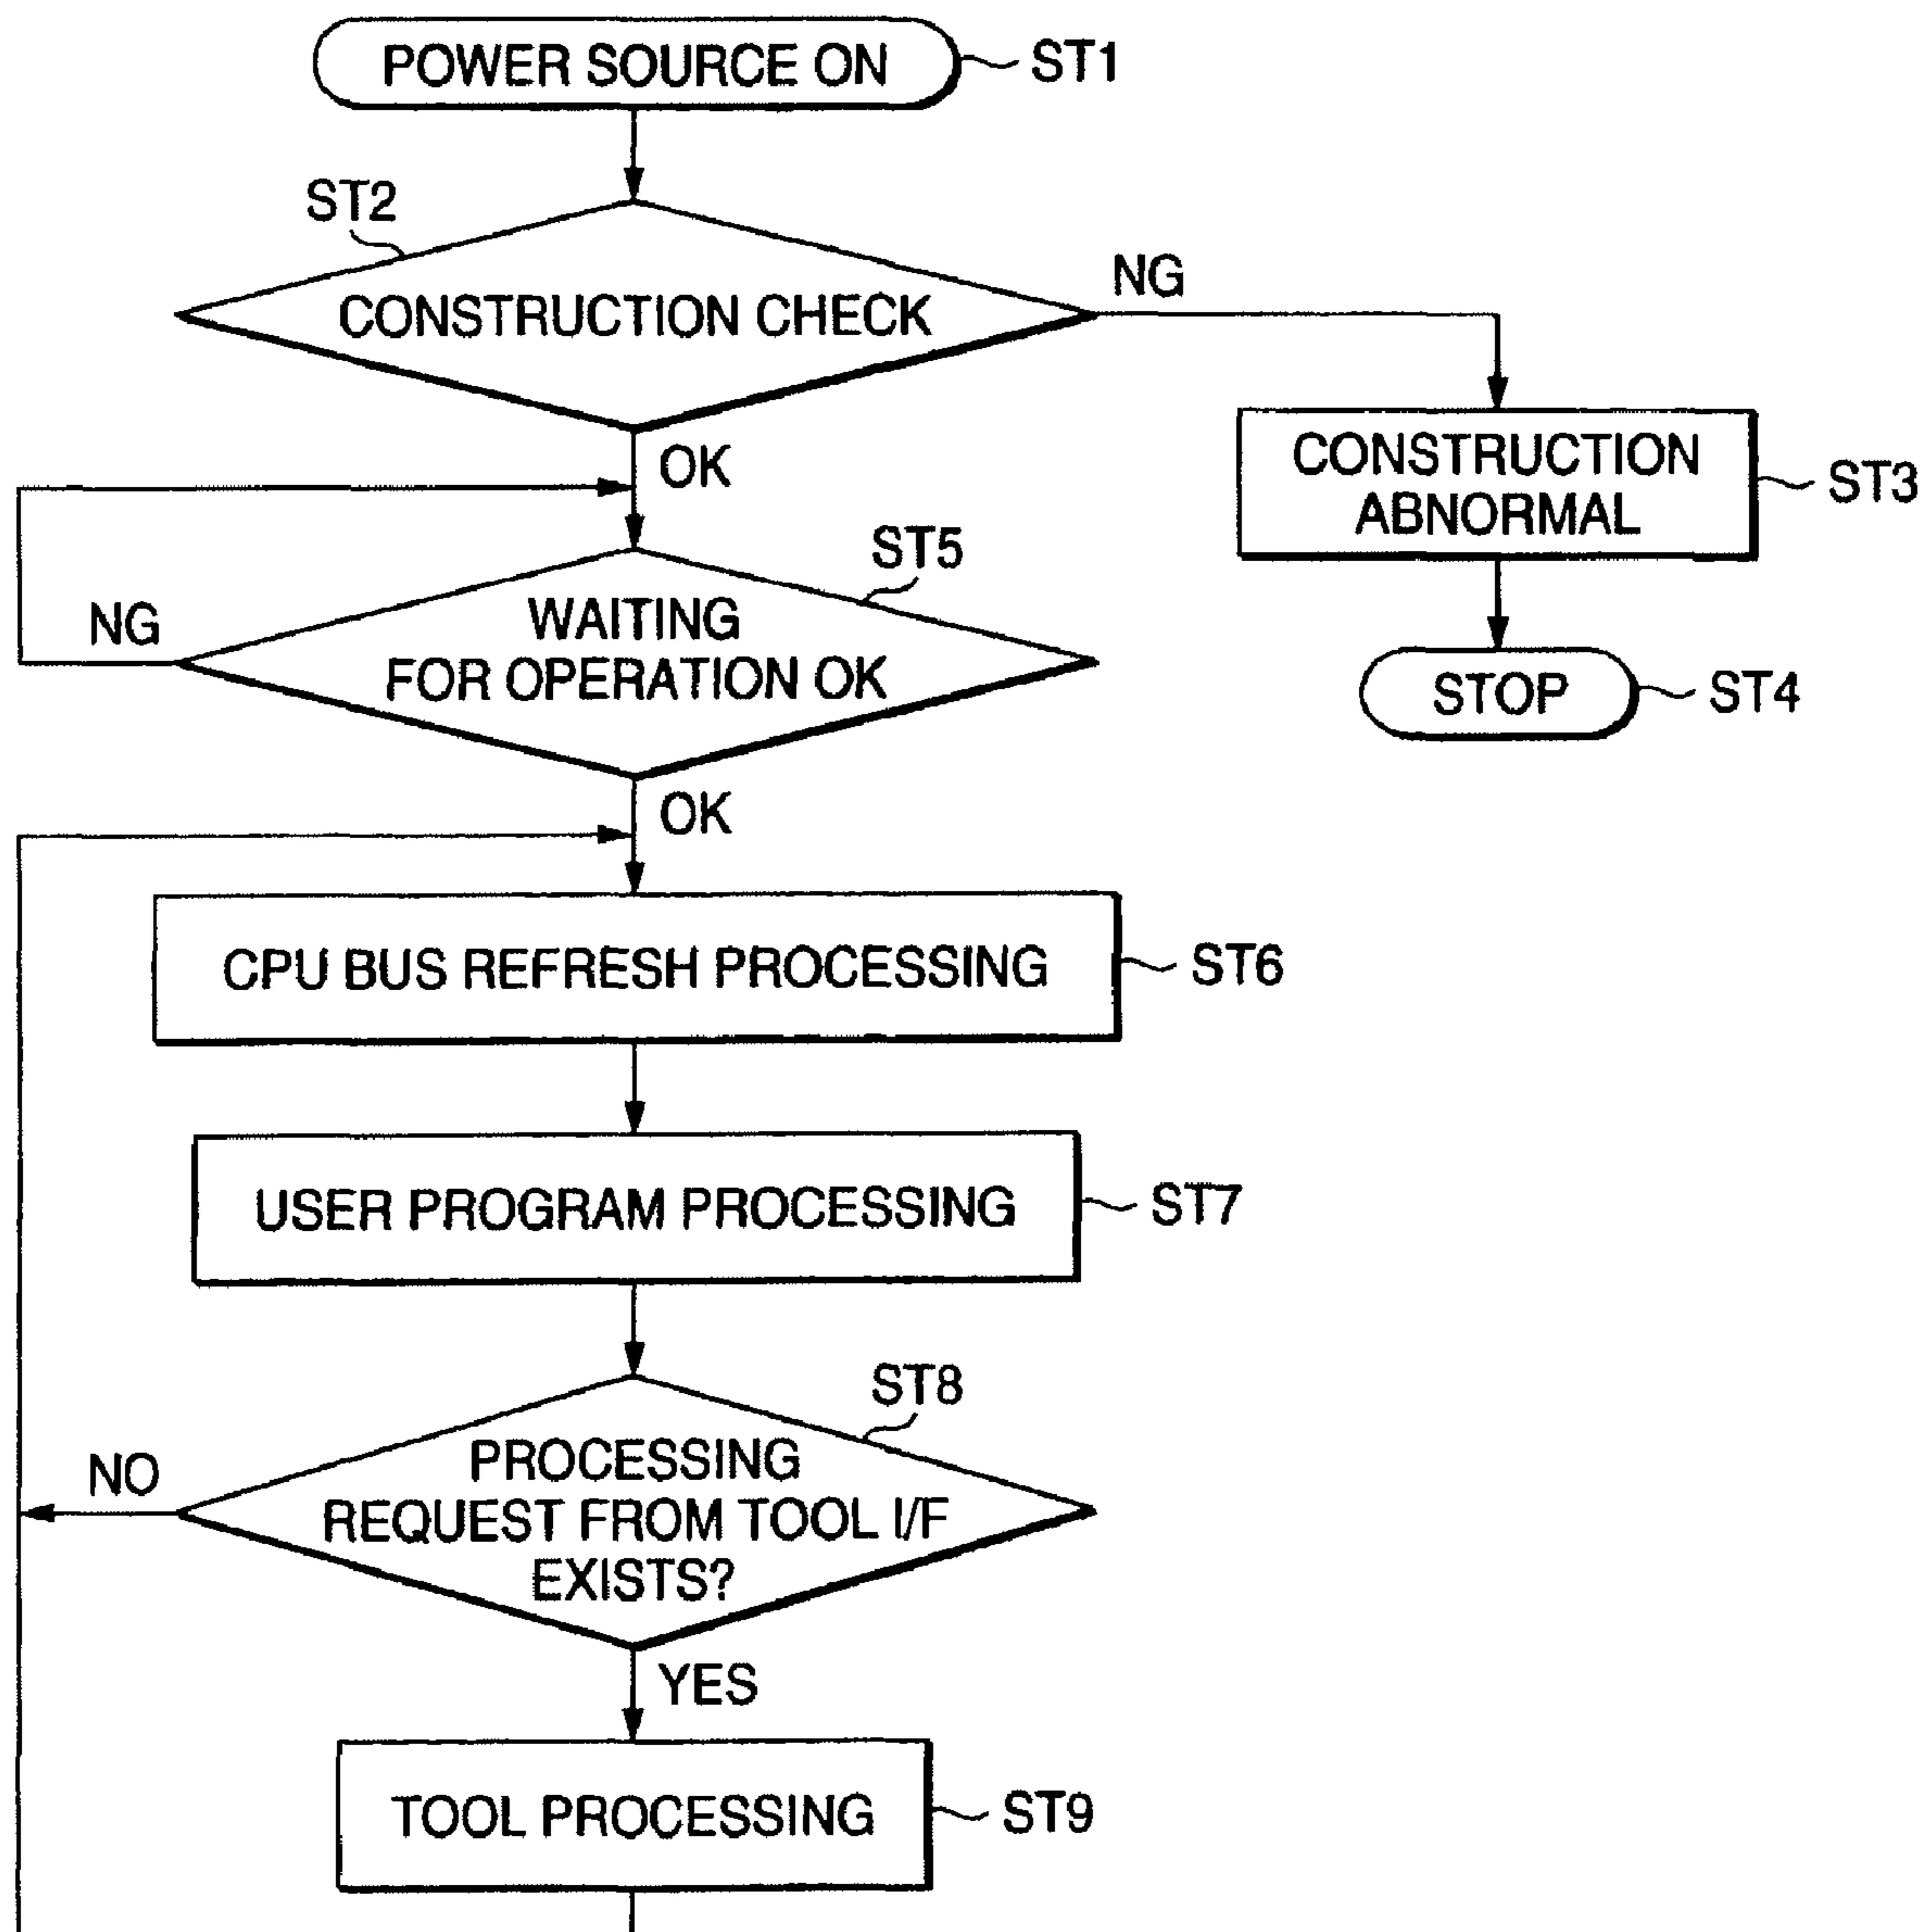 POWER SOURCE ON
ST1
ST2
CONSTRUCTION CHECK
NG
OK
CONSTRUCTION
ABNORMAL
ST3
STOP
ST4
ST5
WAITING
FOR OPERATION OK
NG
OK
CPU BUS REFRESH PROCESSING
ST6
USER PROGRAM PROCESSING
ST7
ST8
PROCESSING
REQUEST FROM TOOL I/F
EXISTS?
NO
YES
TOOL PROCESSING
ST9